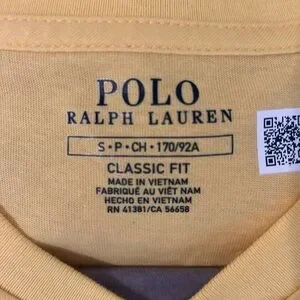 POLO
RALPH LAUREN
S • P • CH • 170/92A
CLASSIC FIT
MADE IN VIETNAM
FABRIQUÉ AU VIÊT NAM
HECHO EN VIETNAM
RN 41381/CA 56658